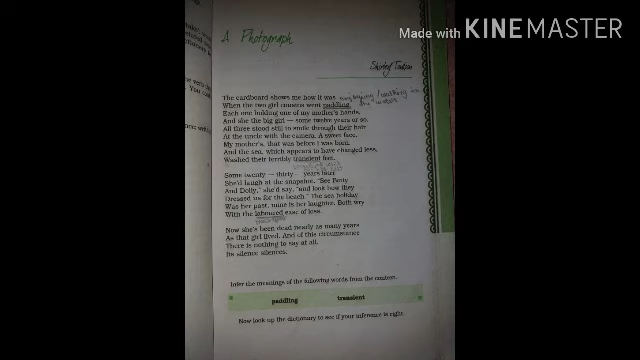 Made with KINEMASTER
A Photograph
Shirley Toulson
The cardboard shows me how it was
When the two girl cousins went paddling,
Each one holding one of my mother's hands,
And she the big girl — some twelve years or so.
All three stood still to smile through their hair
At the uncle with the camera. A sweet face,
My mother's, that was before I was born.
And the sea, which appears to have changed less,
Washed their terribly transient feet.
Some twenty — thirty — years later
She'd laugh at the snapshot. "See Betty
And Dolly," she'd say, "and look how they
Dressed us for the beach." The sea holiday
Was her past, mine is her laughter. Both wry
With the laboured ease of loss.
Now she's been dead nearly as many years
As that girl lived. And of this circumstance
There is nothing to say at all.
Its silence silences.
Infer the meanings of the following words from the context.
paddling transient
Now look up the dictionary to see if your inference is right.